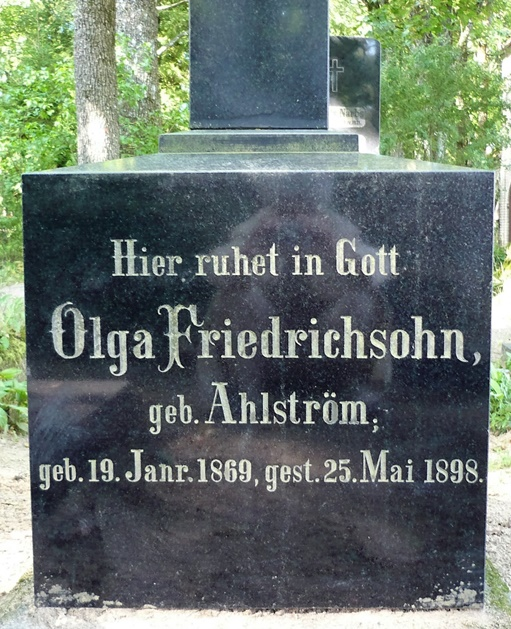 Hier ruhet in Gott
Olga Friedrichsohn,
geb. Ahlström;
geb. 19. Janr. 1869, gest. 25. Mai 1898.